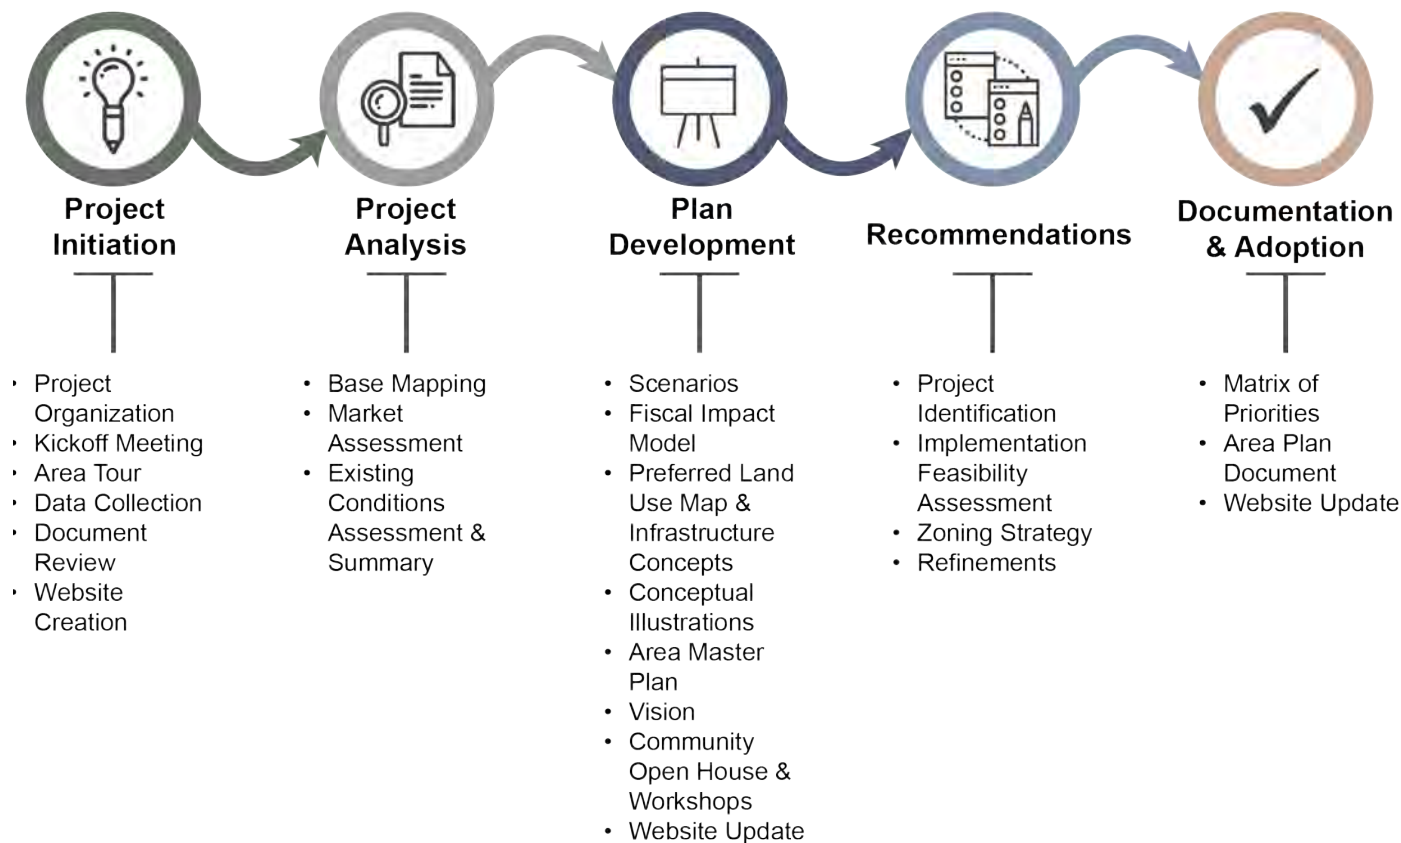 Project
Initiation
• Project
Organization
• Kickoff Meeting
• Area Tour
• Data Collection
• Document
Review
• Website
Creation
Project
Analysis
• Base Mapping
• Market
Assessment
• Existing
Conditions
Assessment &
Summary
Plan
Development
• Scenarios
• Fiscal Impact
Model
• Preferred Land
Use Map &
Infrastructure
Concepts
• Conceptual
Illustrations
• Area Master
Plan
• Vision
• Community
Open House &
Workshops
• Website Update
Recommendations
• Project
Identification
• Implementation
Feasibility
Assessment
• Zoning Strategy
• Refinements
Documentation
& Adoption
• Matrix of
Priorities
• Area Plan
Document
• Website Update